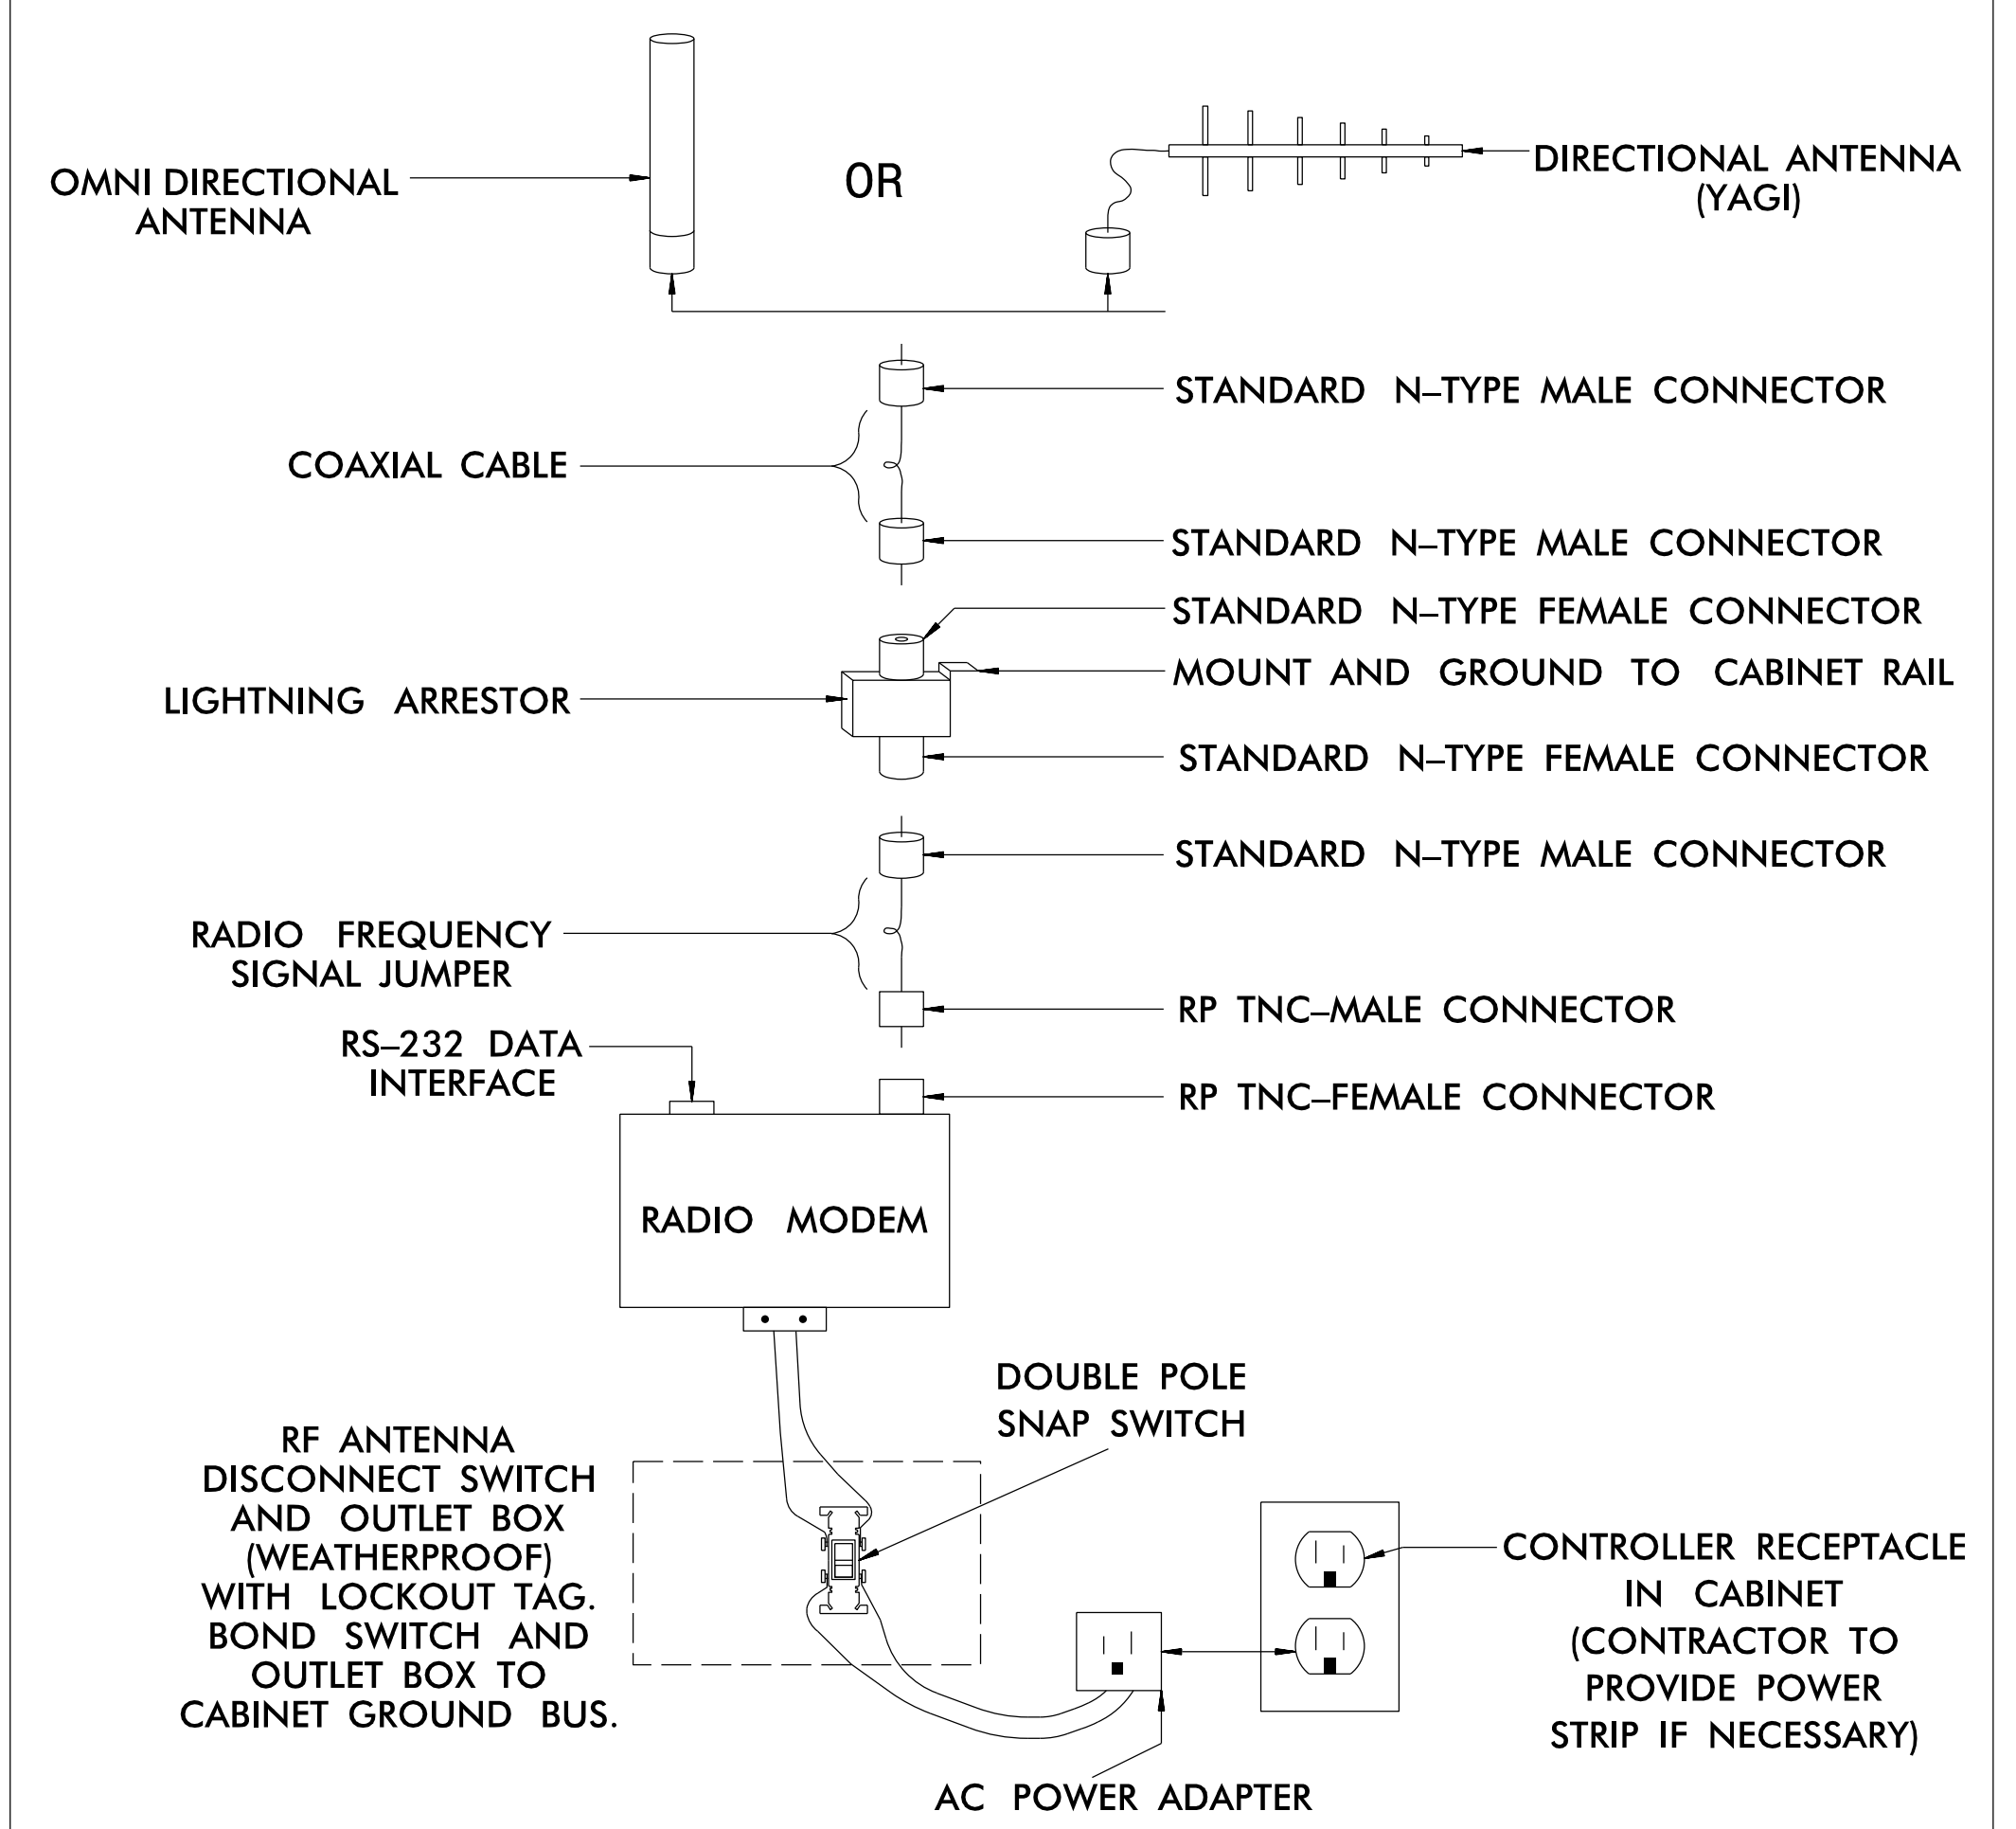 OMNI DIRECTIONAL
ANTENNA
OR
DIRECTIONAL ANTENNA
(YAGI)
STANDARD N–TYPE MALE CONNECTOR
COAXIAL CABLE
STANDARD N–TYPE MALE CONNECTOR
STANDARD N–TYPE FEMALE CONNECTOR
MOUNT AND GROUND TO CABINET RAIL
LIGHTNING ARRESTOR
STANDARD N–TYPE FEMALE CONNECTOR
STANDARD N–TYPE MALE CONNECTOR
RADIO FREQUENCY
SIGNAL JUMPER
RP TNC–MALE CONNECTOR
RS–232 DATA
INTERFACE
RP TNC–FEMALE CONNECTOR
RADIO MODEM
DOUBLE POLE
SNAP SWITCH
RF ANTENNA
DISCONNECT SWITCH
AND OUTLET BOX
(WEATHERPROOF)
WITH LOCKOUT TAG.
BOND SWITCH AND
OUTLET BOX TO
CABINET GROUND BUS.
CONTROLLER RECEPTACLE
IN CABINET
(CONTRACTOR TO
PROVIDE POWER
STRIP IF NECESSARY)
AC POWER ADAPTER